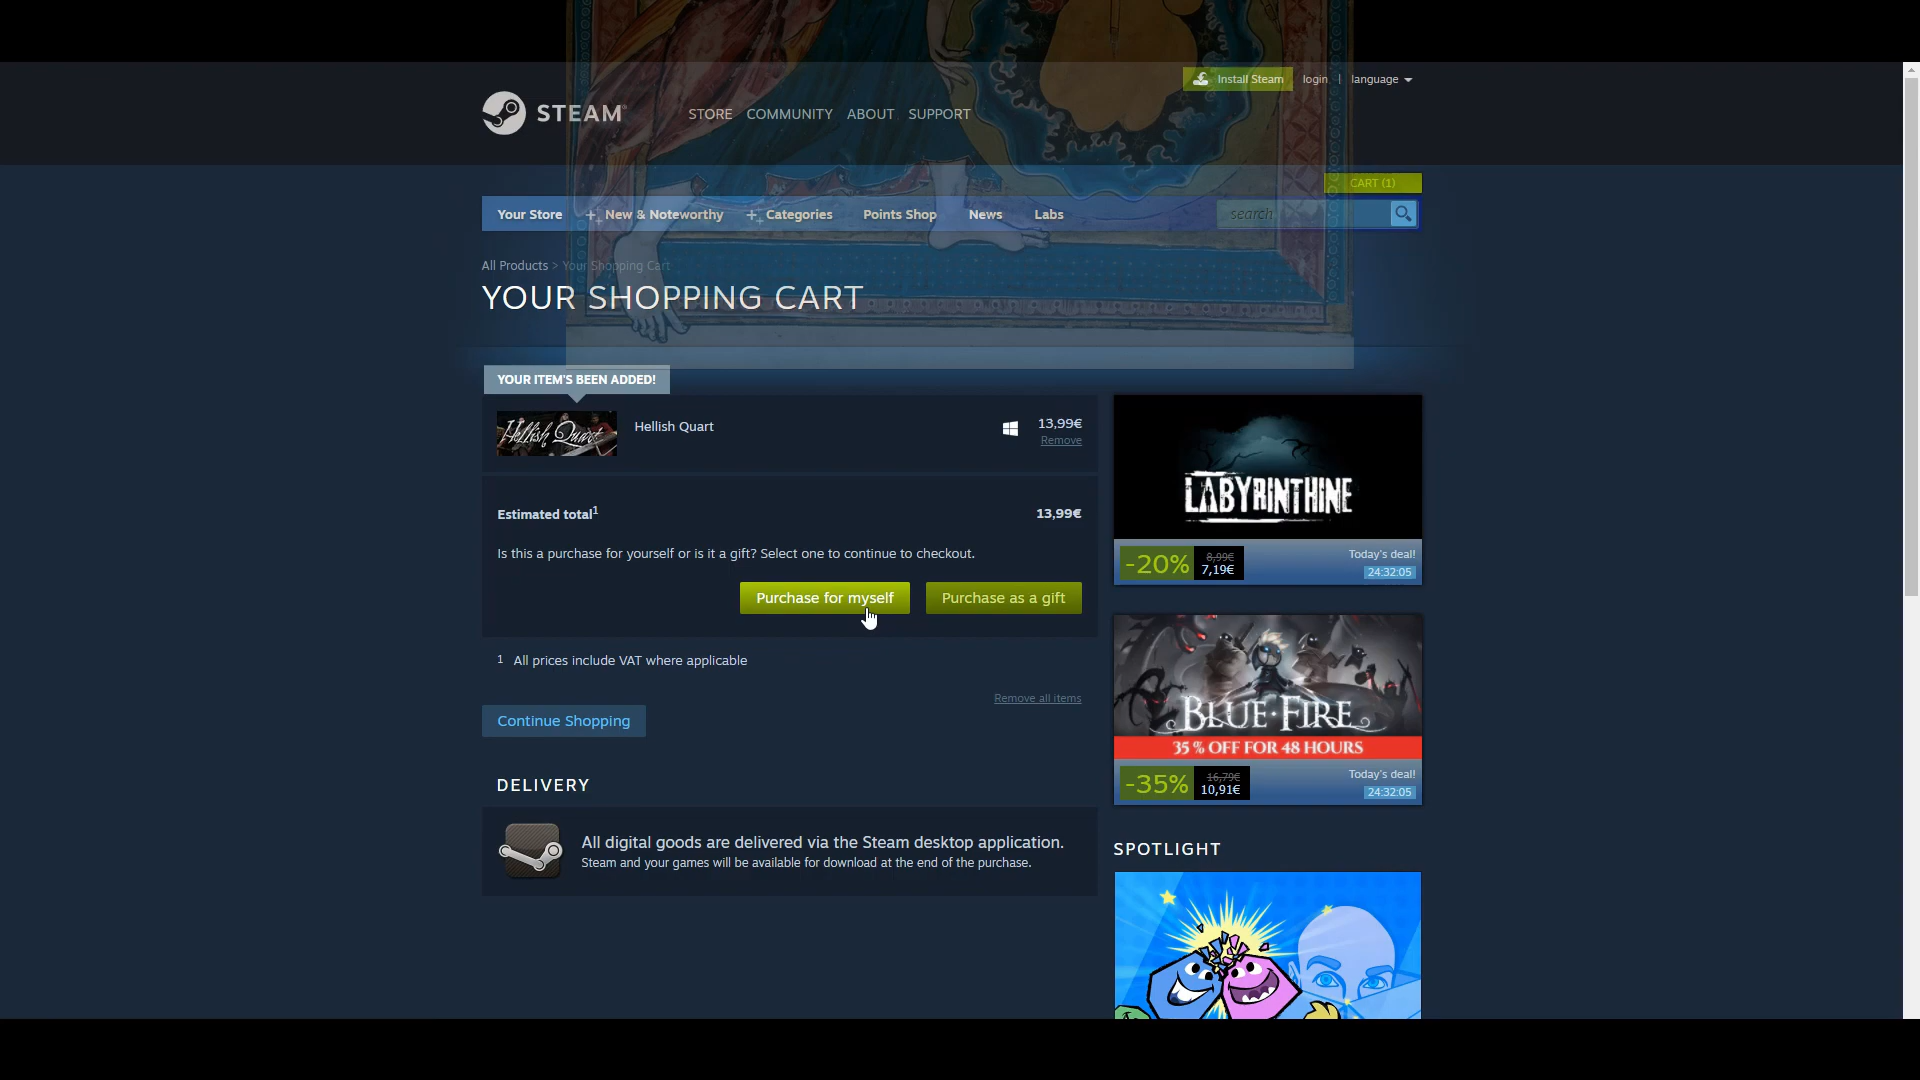 Install Steam login | language
STEAM
STORE COMMUNITY ABOUT SUPPORT
CART (1)
Your Store New & Noteworthy Categories Points Shop News Labs search
All Products > Your Shopping Cart
YOUR SHOPPING CART
YOUR ITEM'S BEEN ADDED!
Hellish Quart
Hellish Quart
13,99€
Remove
Estimated total¹ 13,99€
Is this a purchase for yourself or is it a gift? Select one to continue to checkout.
Purchase for myself Purchase as a gift
1 All prices include VAT where applicable
Remove all items
Continue Shopping
DELIVERY
All digital goods are delivered via the Steam desktop application.
Steam and your games will be available for download at the end of the purchase.
LABYRINTHINE
-20% 8,99€ 7,19€
Today's deal!
24:32:05
BLUE·FIRE
35% OFF FOR 48 HOURS
-35% 16,79€ 10,91€
Today's deal!
24:32:05
SPOTLIGHT